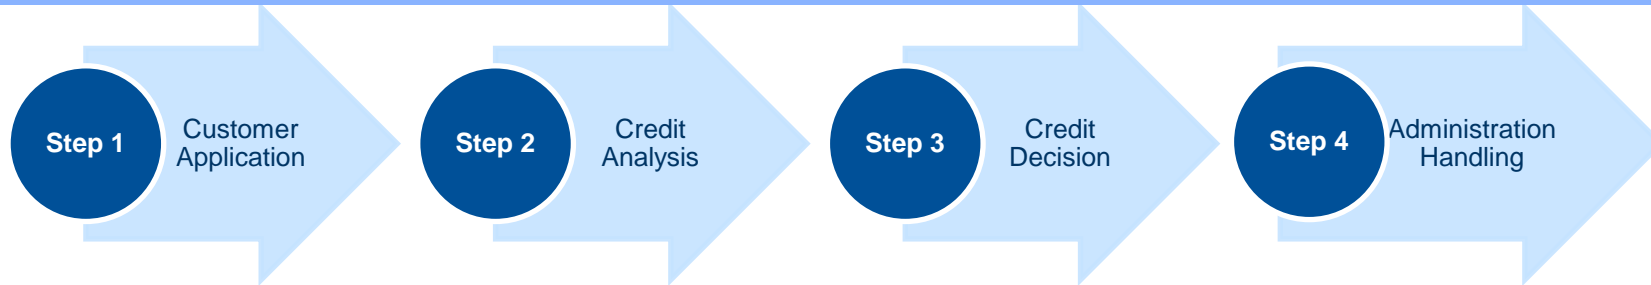 Step 1
Customer
Application
Step 2
Credit
Analysis
Step 3
Credit
Decision
Step 4
Administration
Handling